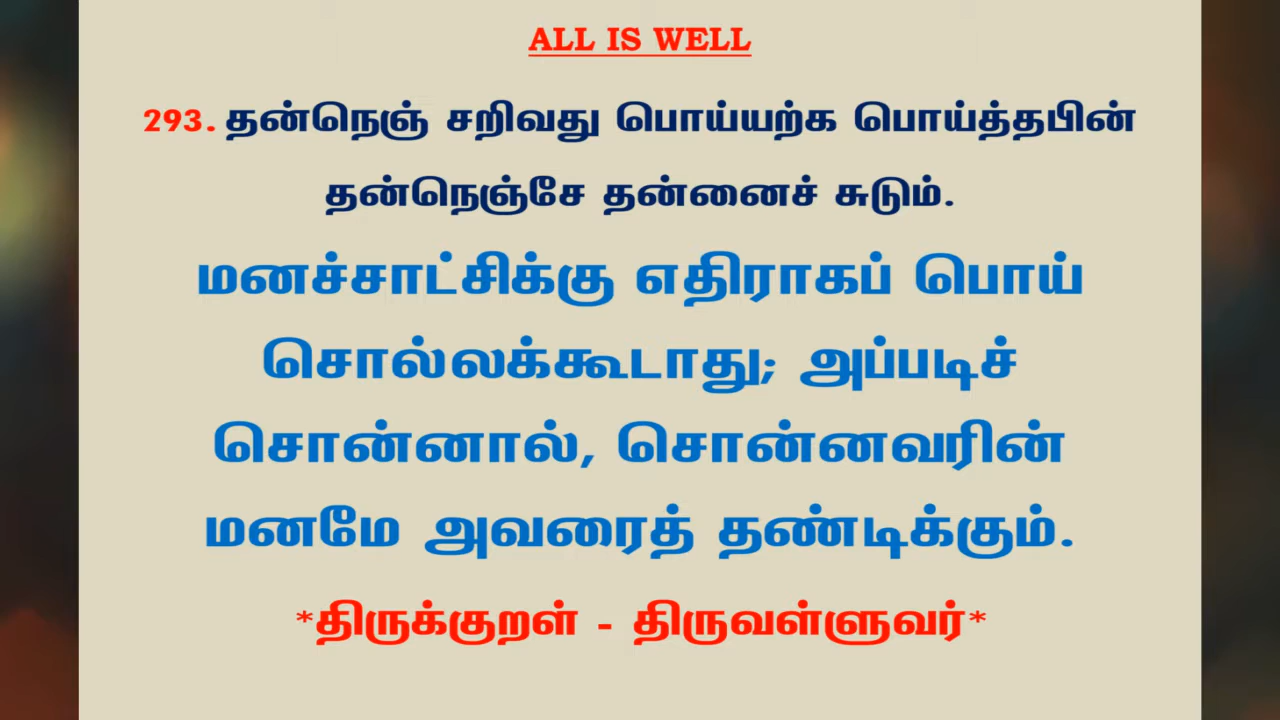 ALL IS WELL
293. தன்நெஞ் சறிவது பொய்யற்க பொய்த்தபின்
தன்நெஞ்சே தன்னைச் சுடும்.
மனச்சாட்சிக்கு எதிராகப் பொய்
சொல்லக்கூடாது; அப்படிச்
சொன்னால், சொன்னவரின்
மனமே அவரைத் தண்டிக்கும்.
*திருக்குறள் - திருவள்ளுவர்*